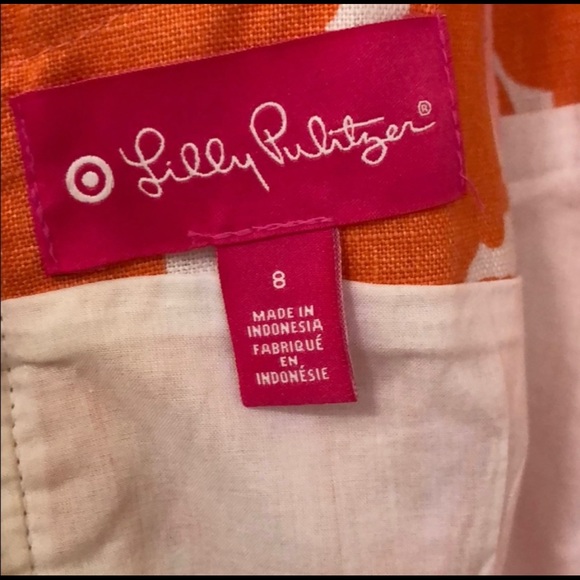 Lilly Pulitzer®
8
MADE IN
INDONESIA
FABRIQUÉ
EN
INDONÉSIE